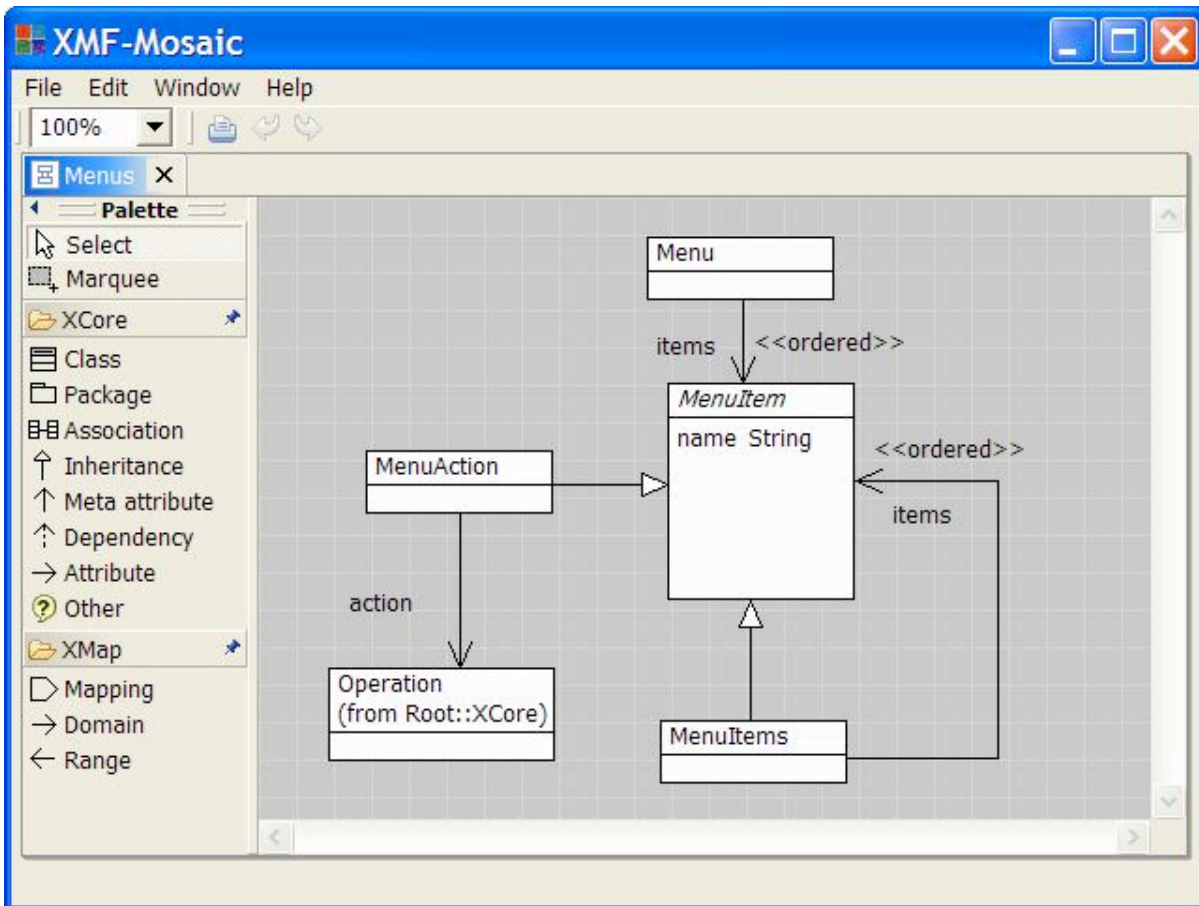 XMF-Mosaic
File Edit Window Help
100%
Menus
Palette
Select
Marquee
XCore
Class
Package
Association
Inheritance
Meta attribute
Dependency
Attribute
Other
XMap
Mapping
Domain
Range
Menu
items <<ordered>>
MenuItem
name String
<<ordered>>
items
MenuAction
action
Operation
(from Root::XCore)
MenuItems